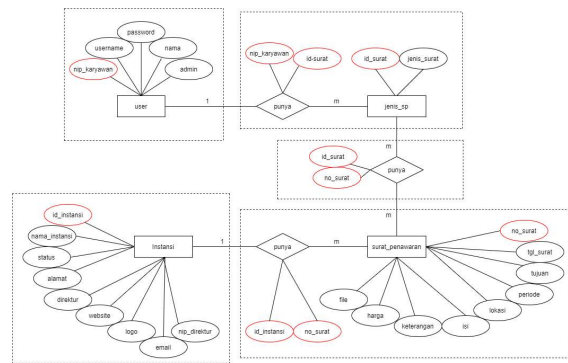 password
username
nama
nip_karyawan
admin
user
1
nip_karyawan
id-surat
punya
m
id_surat
jenis_surat
jenis_sp
m
id_surat
no_surat
punya
m
id_instansi
nama_instansi
status
alamat
direktur
website
logo
email
nip_direktur
Instansi
1
punya
m
id_instansi
no_surat
surat_penawaran
no_surat
tgl_surat
tujuan
periode
lokasi
isi
keterangan
harga
file